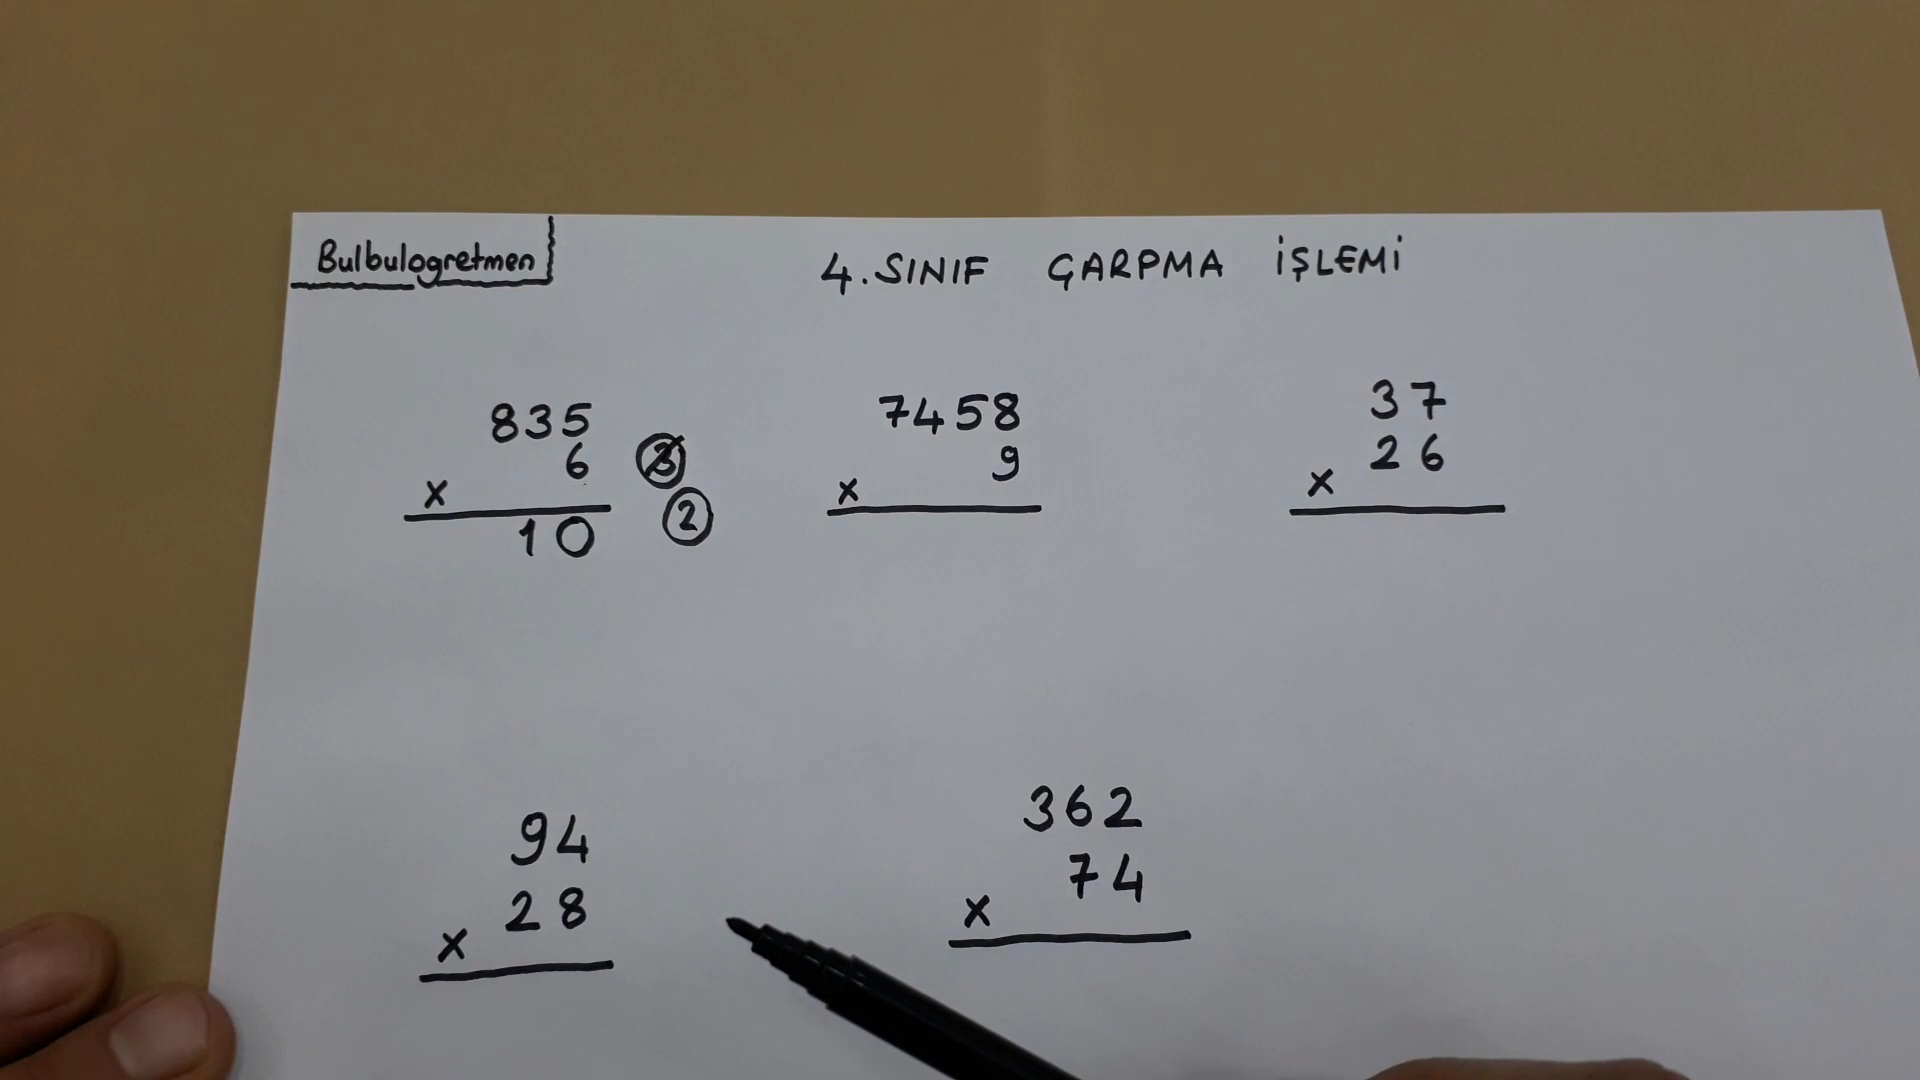 Bulbulogretmen
4. SINIF ÇARPMA İŞLEMİ
835
6 3
x
2
10
7458
9
x
37
26
x
94
28
x
362
74
x